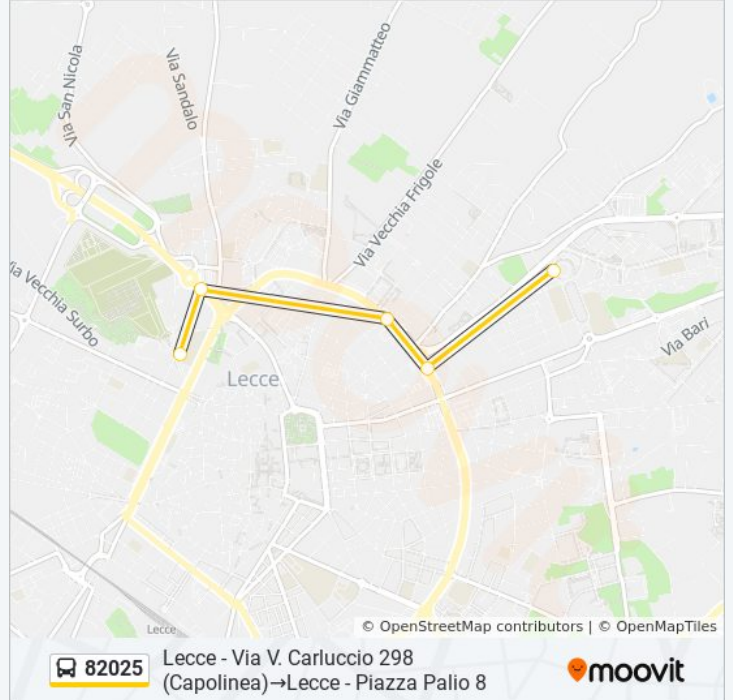 Via San Nicola
Via Sandalo
Via Giammatteo
Via Vecchia Frigole
Via Vecchia Surbo
Via Bari
Lecce
Lecce
© OpenStreetMap contributors | © OpenMapTiles
82025
Lecce - Via V. Carluccio 298
(Capolinea)→Lecce - Piazza Palio 8
moovit